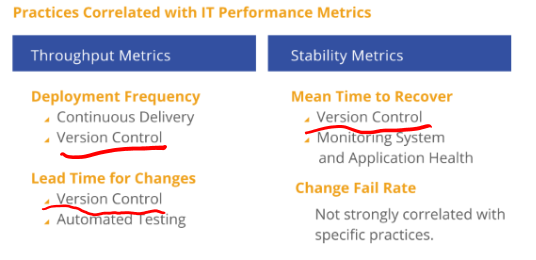 Practices Correlated with IT Performance Metrics
Throughput Metrics
Deployment Frequency
Continuous Delivery
Version Control
Lead Time for Changes
Version Control
Automated Testing
Stability Metrics
Mean Time to Recover
Version Control
Monitoring System
and Application Health
Change Fail Rate
Not strongly correlated with
specific practices.